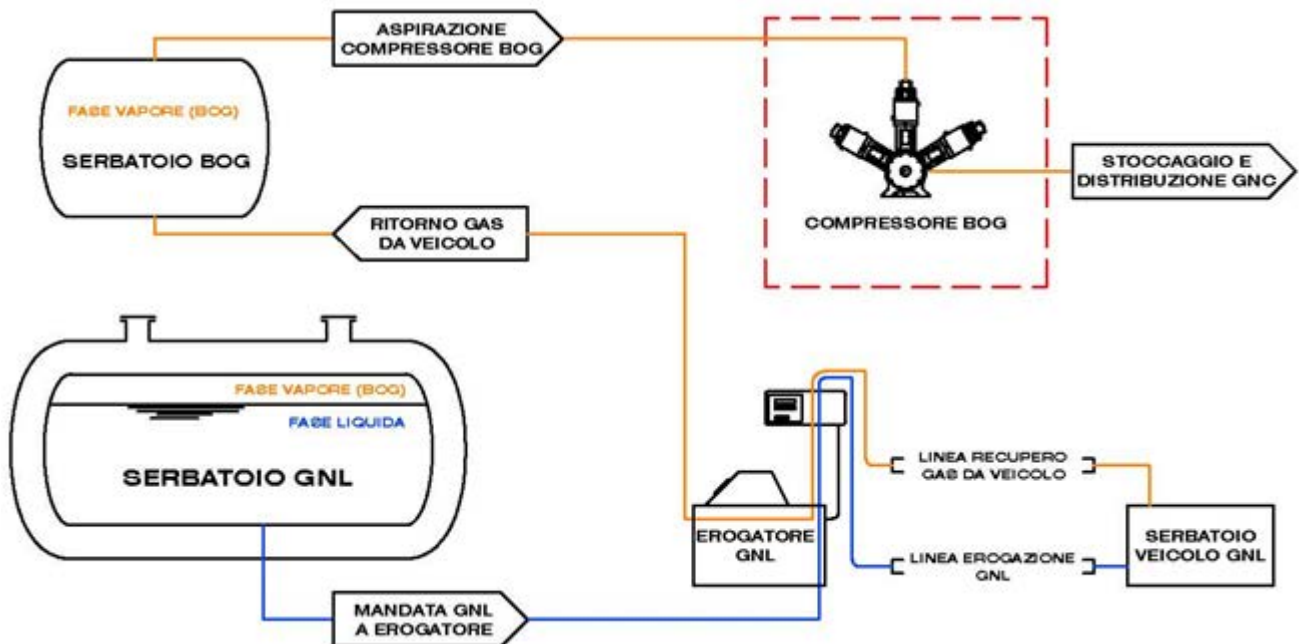 ASPIRAZIONE
COMPRESSORE BOG
FASE VAPORE (BOG)
SERBATOIO BOG
STOCCAGGIO E
DISTRIBUZIONE GNC
COMPRESSORE BOG
RITORNO GAS
DA VEICOLO
FASE VAPORE (BOG)
FASE LIQUIDA
SERBATOIO GNL
LINEA RECUPERO
GAS DA VEICOLO
EROGATORE
GNL
SERBATOIO
VEICOLO GNL
LINEA EROGAZIONE
GNL
MANDATA GNL
A EROGATORE